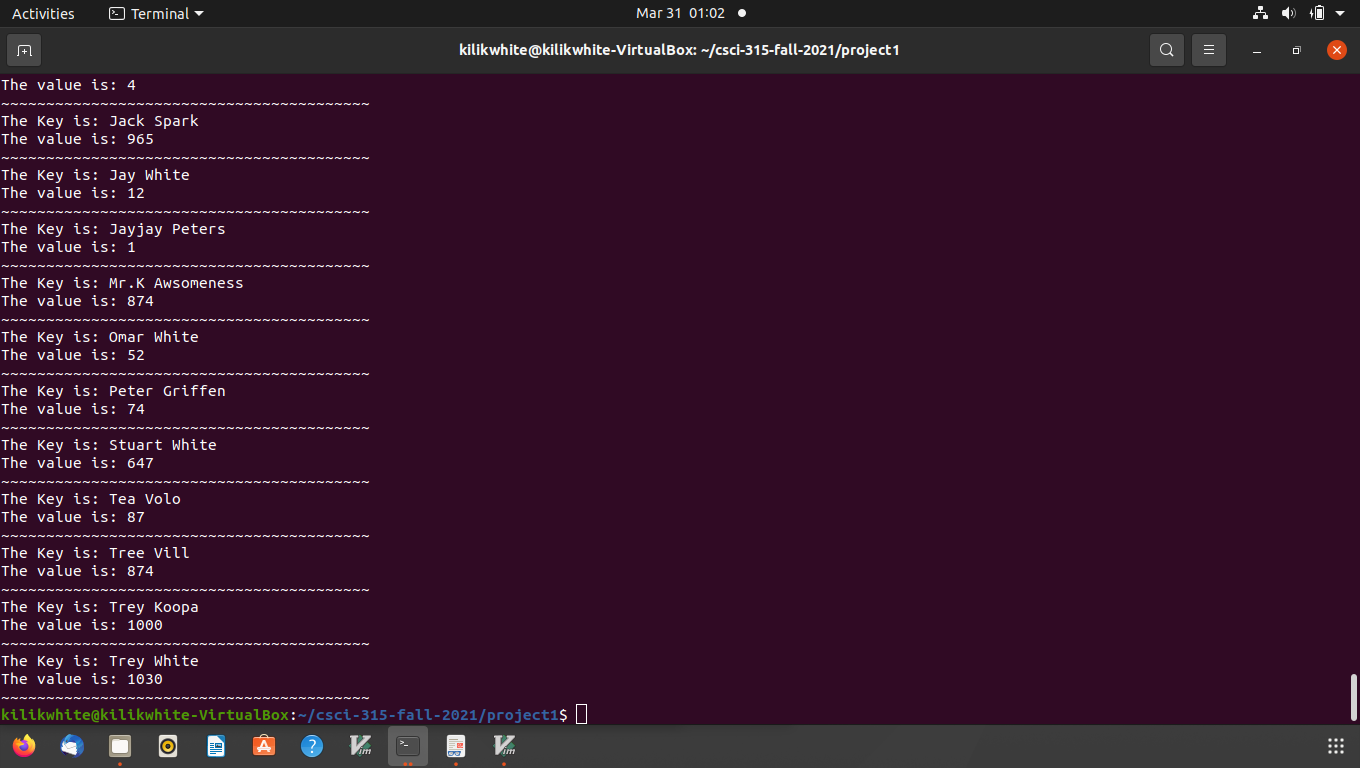 Activities
Terminal
Mar 31 01:02
kilikwhite@kilikwhite-VirtualBox: ~/csci-315-fall-2021/project1
The value is: 4
~~~~~~~~~~~~~~~~~~~~~~~~~~~~~~~~~~~~~~~~~
The Key is: Jack Spark
The value is: 965
~~~~~~~~~~~~~~~~~~~~~~~~~~~~~~~~~~~~~~~~~
The Key is: Jay White
The value is: 12
~~~~~~~~~~~~~~~~~~~~~~~~~~~~~~~~~~~~~~~~~
The Key is: Jayjay Peters
The value is: 1
~~~~~~~~~~~~~~~~~~~~~~~~~~~~~~~~~~~~~~~~~
The Key is: Mr.K Awsomeness
The value is: 874
~~~~~~~~~~~~~~~~~~~~~~~~~~~~~~~~~~~~~~~~~
The Key is: Omar White
The value is: 52
~~~~~~~~~~~~~~~~~~~~~~~~~~~~~~~~~~~~~~~~~
The Key is: Peter Griffen
The value is: 74
~~~~~~~~~~~~~~~~~~~~~~~~~~~~~~~~~~~~~~~~~
The Key is: Stuart White
The value is: 647
~~~~~~~~~~~~~~~~~~~~~~~~~~~~~~~~~~~~~~~~~
The Key is: Tea Volo
The value is: 87
~~~~~~~~~~~~~~~~~~~~~~~~~~~~~~~~~~~~~~~~~
The Key is: Tree Vill
The value is: 874
~~~~~~~~~~~~~~~~~~~~~~~~~~~~~~~~~~~~~~~~~
The Key is: Trey Koopa
The value is: 1000
~~~~~~~~~~~~~~~~~~~~~~~~~~~~~~~~~~~~~~~~~
The Key is: Trey White
The value is: 1030
~~~~~~~~~~~~~~~~~~~~~~~~~~~~~~~~~~~~~~~~~
kilikwhite@kilikwhite-VirtualBox:~/csci-315-fall-2021/project1$